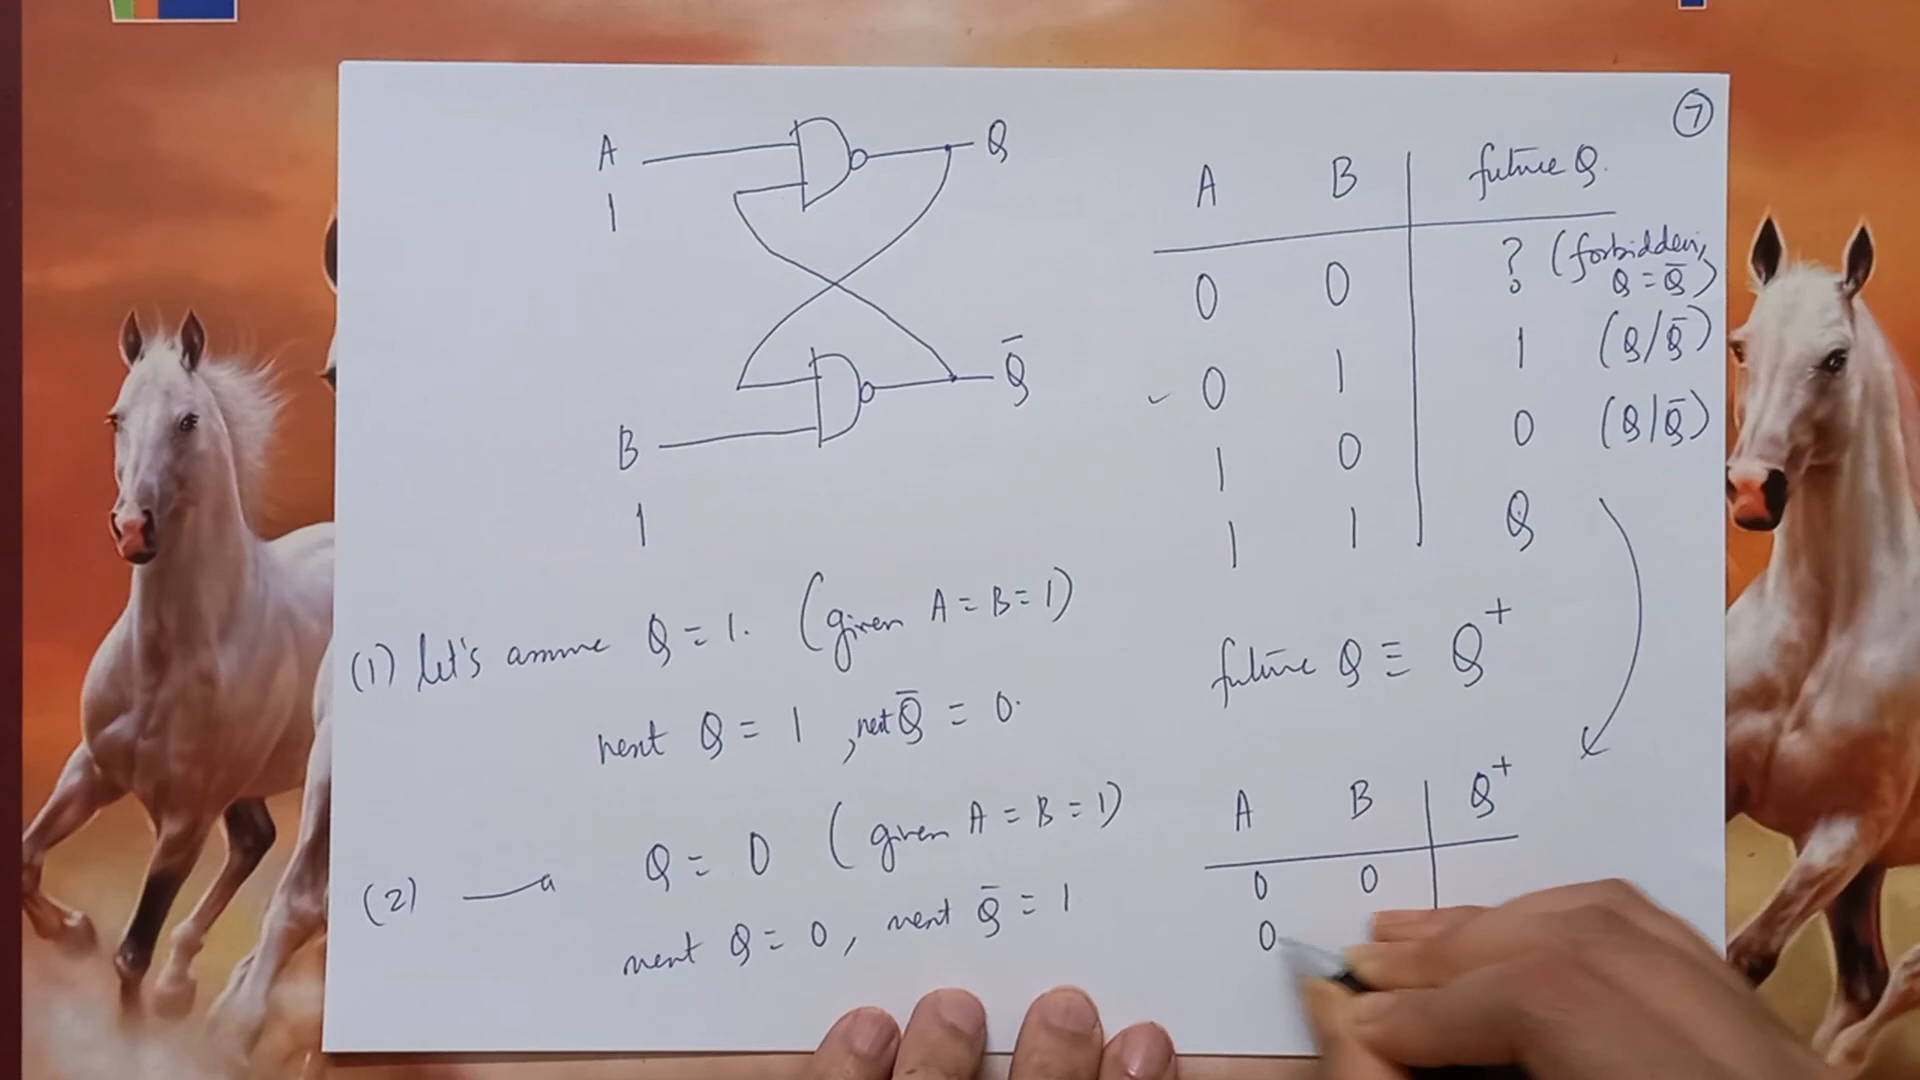 7
A
1
Q
Q̄
B
1
A B future Q.
0 0 ? (forbidden, Q = Q̄)
0 1 1 (Q/Q̄)
1 0 0 (Q/Q̄)
1 1 Q
(1) let's assume Q = 1. (given A = B = 1)
next Q = 1, next Q̄ = 0.
(2) Q = 0 (given A = B = 1)
next Q = 0, next Q̄ = 1
future Q ≡ Q⁺
A B Q⁺
0 0
0